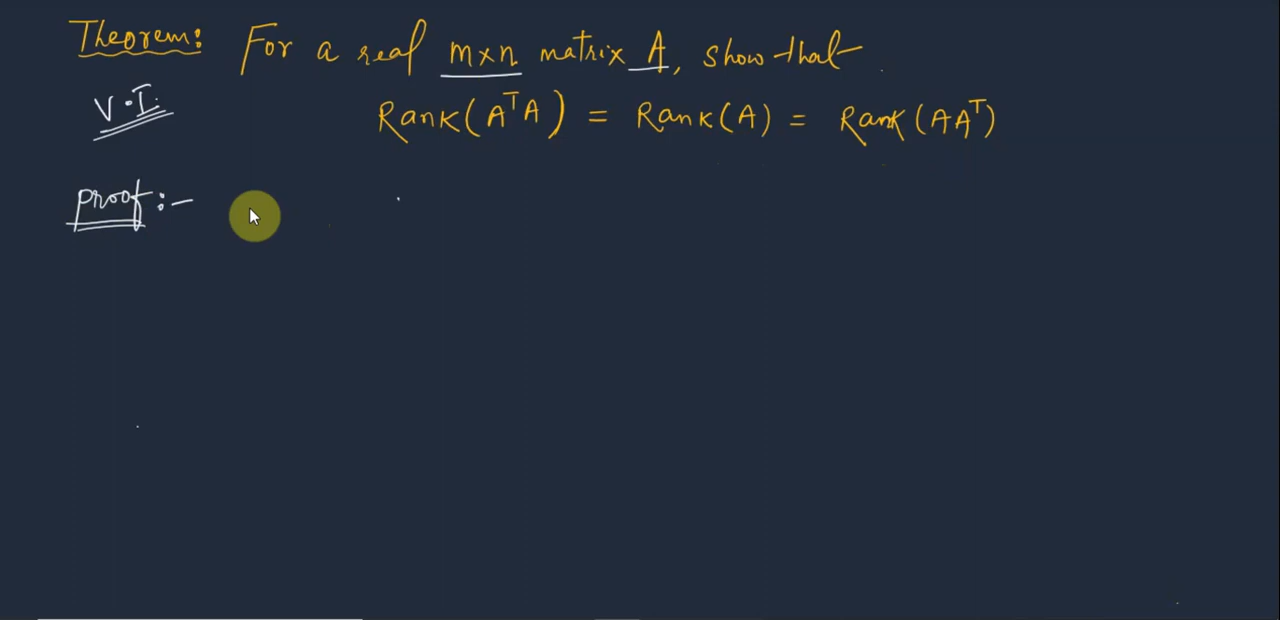 Theorem: For a real m×n matrix A, show that
V.I.
Rank(AᵀA) = Rank(A) = Rank(AAᵀ)
Proof:-